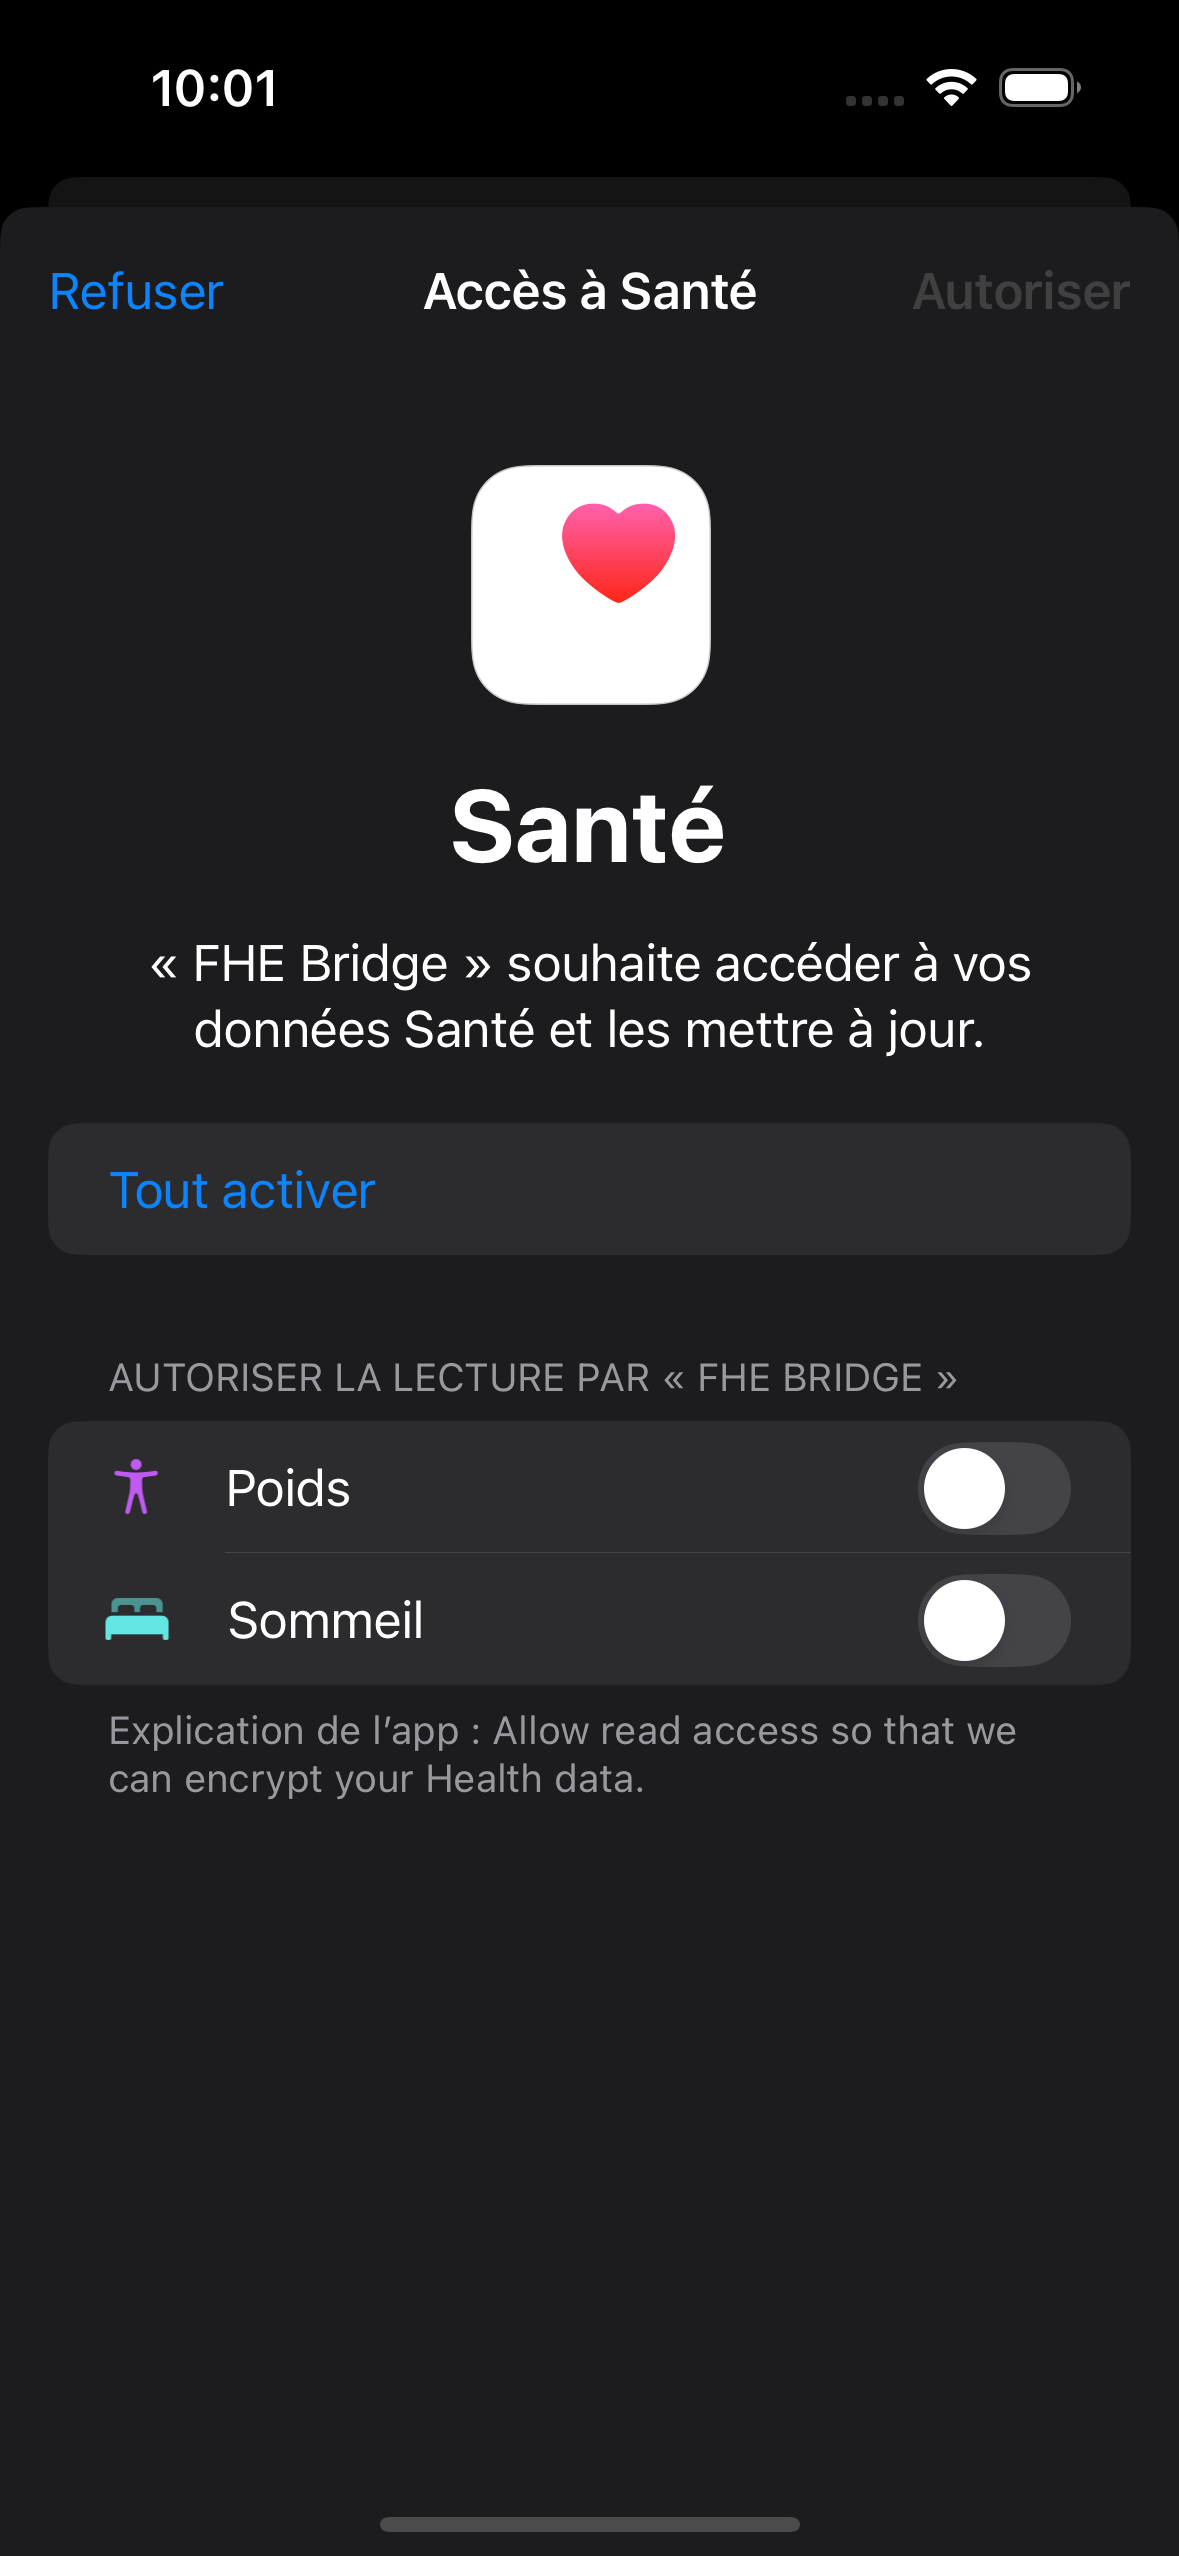 10:01
Refuser
Accès à Santé
Autoriser
Santé
« FHE Bridge » souhaite accéder à vos
données Santé et les mettre à jour.
Tout activer
AUTORISER LA LECTURE PAR « FHE BRIDGE »
Poids
Sommeil
Explication de l’app : Allow read access so that we
can encrypt your Health data.